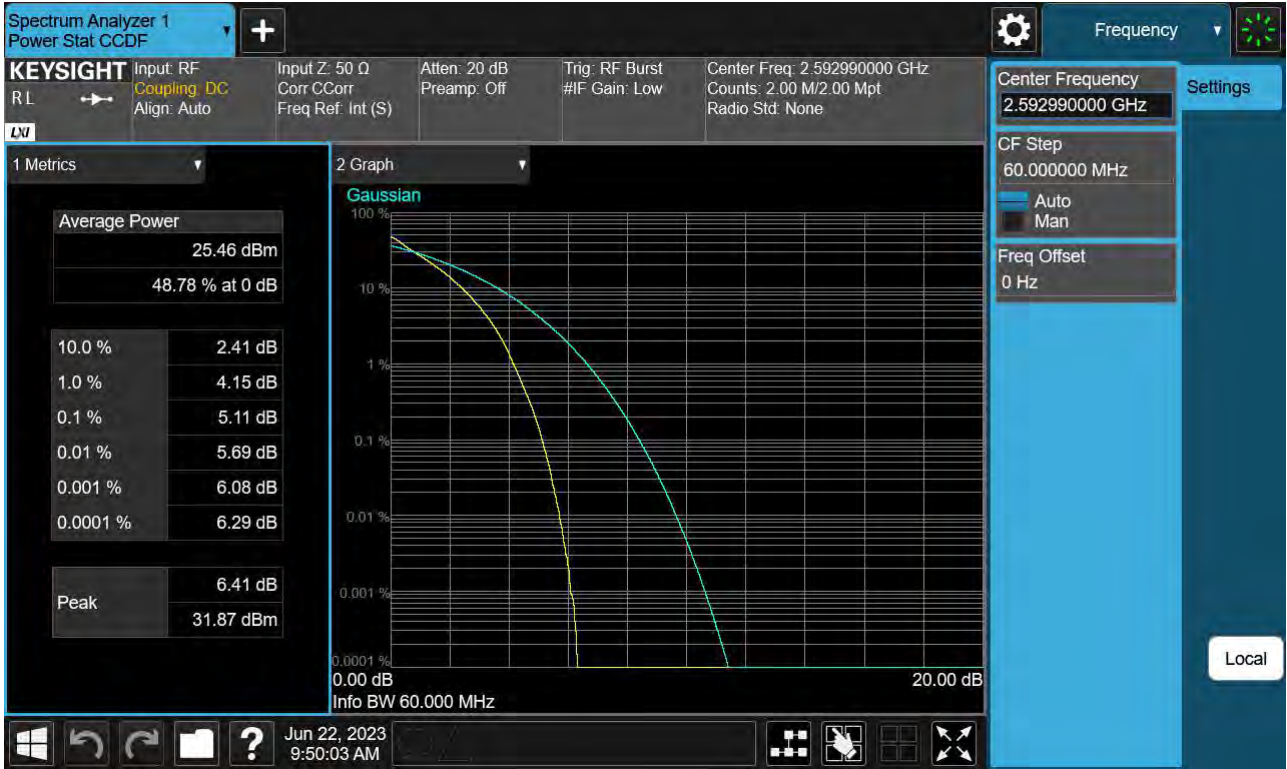 Spectrum Analyzer 1
Power Stat CCDF
+
Frequency
KEYSIGHT
R L
LXI
Input: RF
Coupling: DC
Align: Auto
Input Z: 50 Ω
Corr CCorr
Freq Ref: Int (S)
Atten: 20 dB
Preamp: Off
Trig: RF Burst
#IF Gain: Low
Center Freq: 2.592990000 GHz
Counts: 2.00 M/2.00 Mpt
Radio Std: None
Center Frequency
2.592990000 GHz
Settings
CF Step
60.000000 MHz
Auto
Man
Freq Offset
0 Hz
Local
1 Metrics
Average Power
25.46 dBm
48.78 % at 0 dB
10.0 % 2.41 dB
1.0 % 4.15 dB
0.1 % 5.11 dB
0.01 % 5.69 dB
0.001 % 6.08 dB
0.0001 % 6.29 dB
Peak
6.41 dB
31.87 dBm
2 Graph
Gaussian
100 %
10 %
1 %
0.1 %
0.01 %
0.001 %
0.0001 %
0.00 dB 20.00 dB
Info BW 60.000 MHz
?
Jun 22, 2023
9:50:03 AM